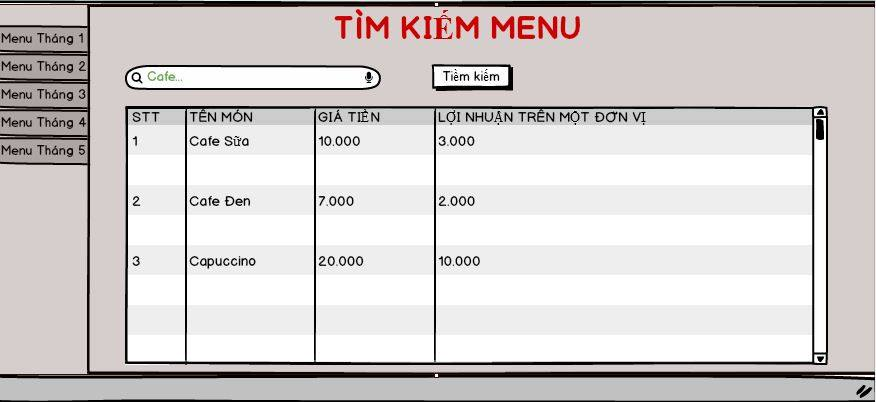 TÌM KIẾM MENU
Menu Tháng 1
Menu Tháng 2
Menu Tháng 3
Menu Tháng 4
Menu Tháng 5
Cafe...
Tiềm kiếm
STT TÊN MÓN GIÁ TIỀN LỢI NHUẬN TRÊN MỘT ĐƠN VỊ
1 Cafe Sữa 10.000 3.000
2 Cafe Đen 7.000 2.000
3 Capuccino 20.000 10.000